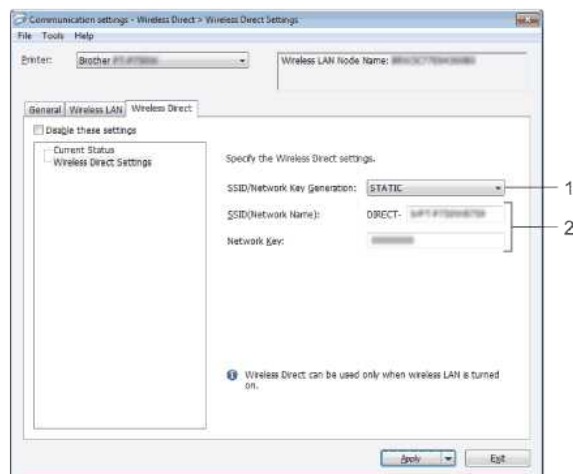 Communication settings - Wireless Direct > Wireless Direct Settings
File Tools Help
Printer: Brother
Wireless LAN Node Name:
General Wireless LAN Wireless Direct
Disable these settings
Current Status
Wireless Direct Settings
Specify the Wireless Direct settings.
SSID/Network Key Generation: STATIC 1
SSID(Network Name): DIRECT-
2
Network Key:
Wireless Direct can be used only when wireless LAN is turned
on.
Apply Exit